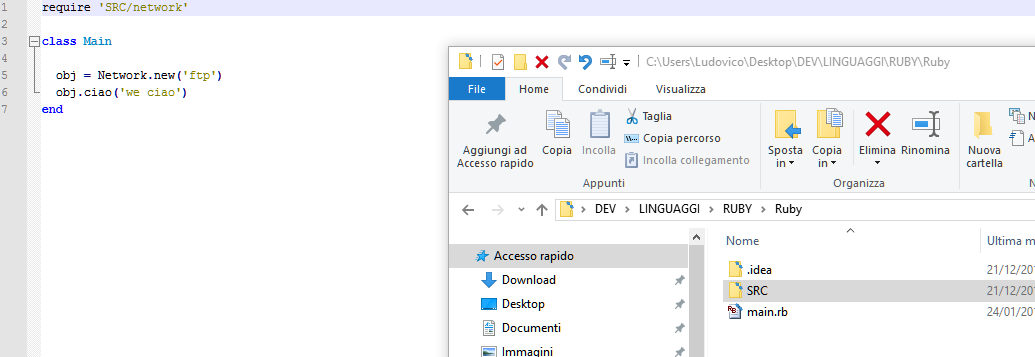 1 require 'SRC/network'
2
3 class Main
4
5 obj = Network.new('ftp')
6 obj.ciao('we ciao')
7 end
C:\Users\Ludovico\Desktop\DEV\LINGUAGGI\RUBY\Ruby
File Home Condividi Visualizza
Aggiungi ad Accesso rapido
Copia
Incolla
Taglia
Copia percorso
Incolla collegamento
Sposta in
Copia in
Elimina
Rinomina
Nuova cartella
Appunti
Organizza
DEV LINGUAGGI RUBY Ruby
Accesso rapido
Download
Desktop
Documenti
Immagini
Nome Ultima m
.idea 21/12/20
SRC 21/12/20
main.rb 24/01/20